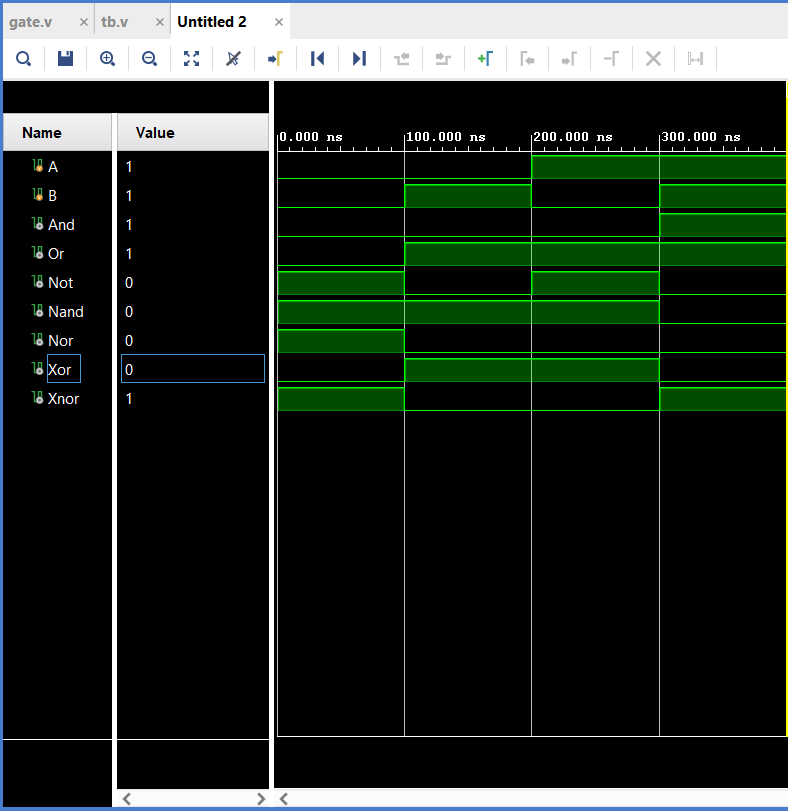 gate.v tb.v Untitled 2
Name Value 0.000 ns 100.000 ns 200.000 ns 300.000 ns
A 1
B 1
And 1
Or 1
Not 0
Nand 0
Nor 0
Xor 0
Xnor 1